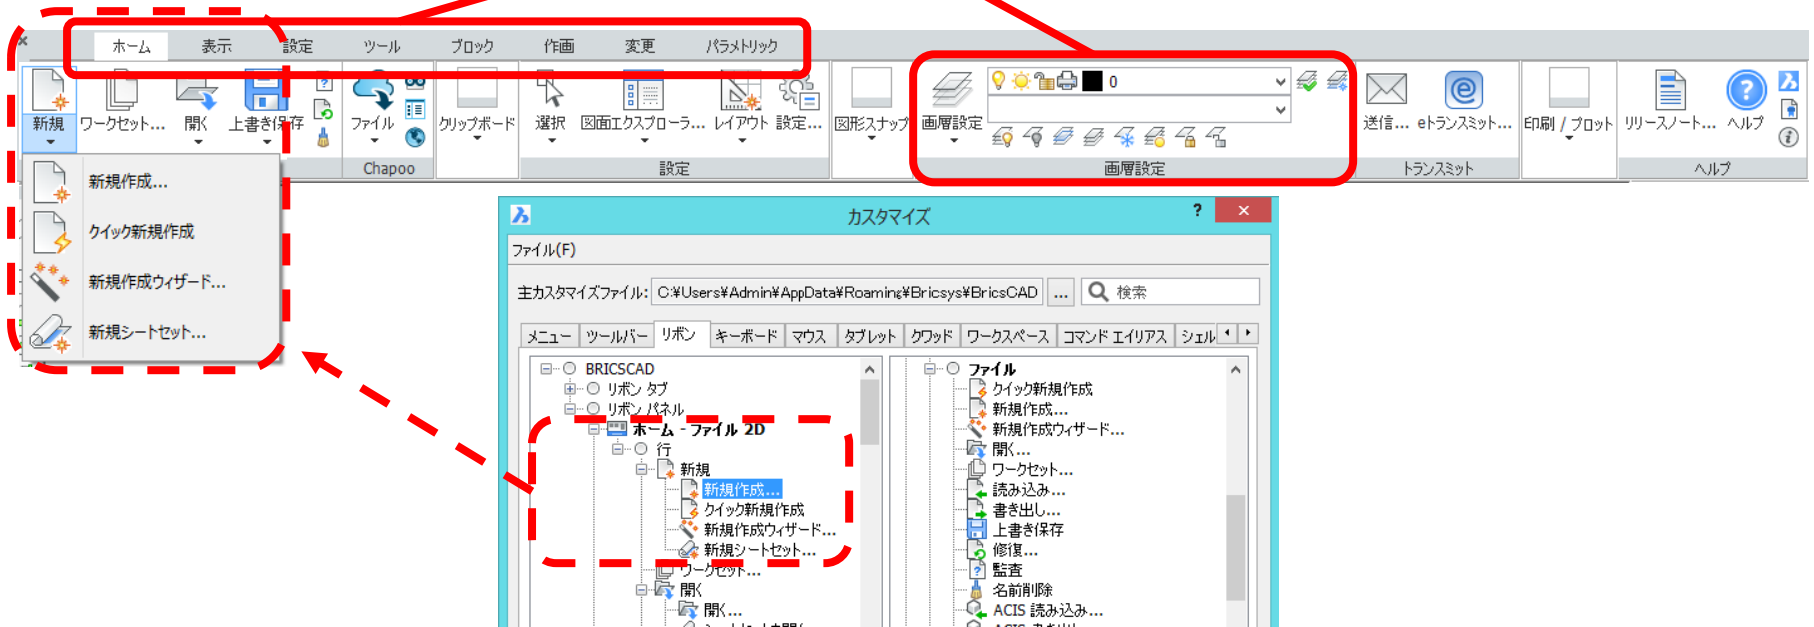 ホーム 表示 設定 ツール ブロック 作画 変更 パラメトリック
0
新規 ワークセット... 開く 上書き保存 ファイル クリップボード 選択 図面エクスプローラ... レイアウト 設定... 図形スナップ 画層設定 送信... eトランスミット... 印刷 / プロット リリースノート... ヘルプ
Chapoo 設定 画層設定 トランスミット ヘルプ
新規作成...
クイック新規作成
新規作成ウィザード...
新規シートセット...
カスタマイズ
ファイル(F)
主カスタマイズファイル: C:¥Users¥Admin¥AppData¥Roaming¥Bricsys¥BricsCAD ... 検索
メニュー ツールバー リボン キーボード マウス タブレット クワッド ワークスペース コマンド エイリアス シェル
BRICSCAD
リボン タブ
リボン パネル
ホーム - ファイル 2D
行
新規
新規作成...
クイック新規作成
新規作成ウィザード...
新規シートセット...
ワークセット...
開く
開く...
ファイル
クイック新規作成
新規作成...
新規作成ウィザード...
開く...
ワークセット...
読み込み...
書き出し...
上書き保存
修復...
監査
名前削除
ACIS 読み込み...